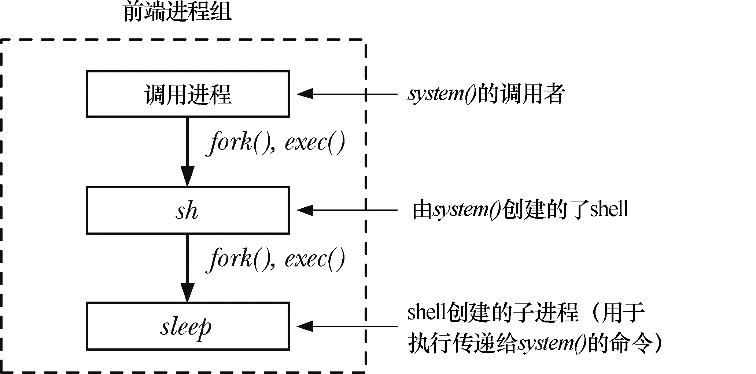 前端进程组
调用进程
system()的调用者
fork(), exec()
sh
由system()创建的了shell
fork(), exec()
sleep
shell创建的子进程（用于
执行传递给system()的命令）